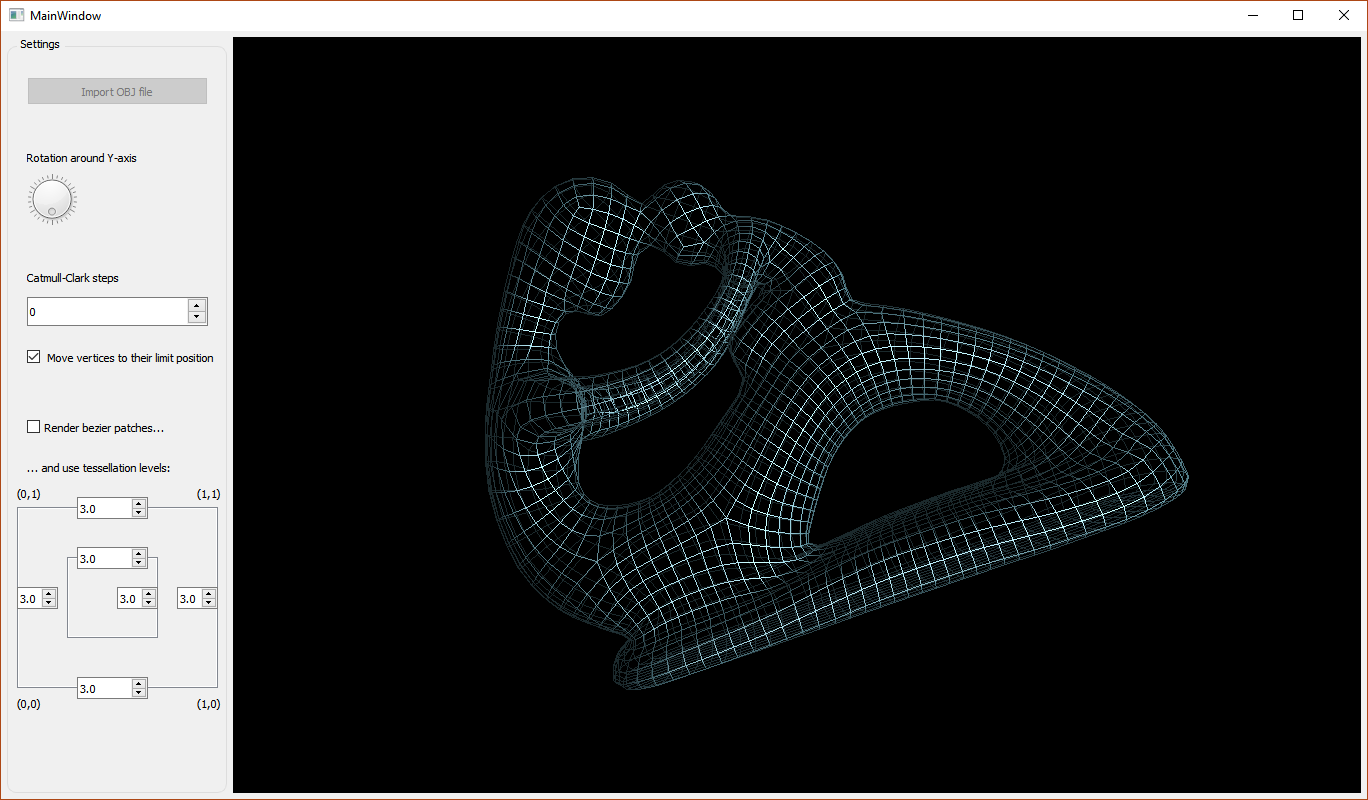 MainWindow
Settings
Import OBJ file
Rotation around Y-axis
Catmull-Clark steps
0
Move vertices to their limit position
Render bezier patches...
... and use tessellation levels:
(0,1) (1,1)
3.0
3.0
3.0 3.0 3.0
3.0
(0,0) (1,0)